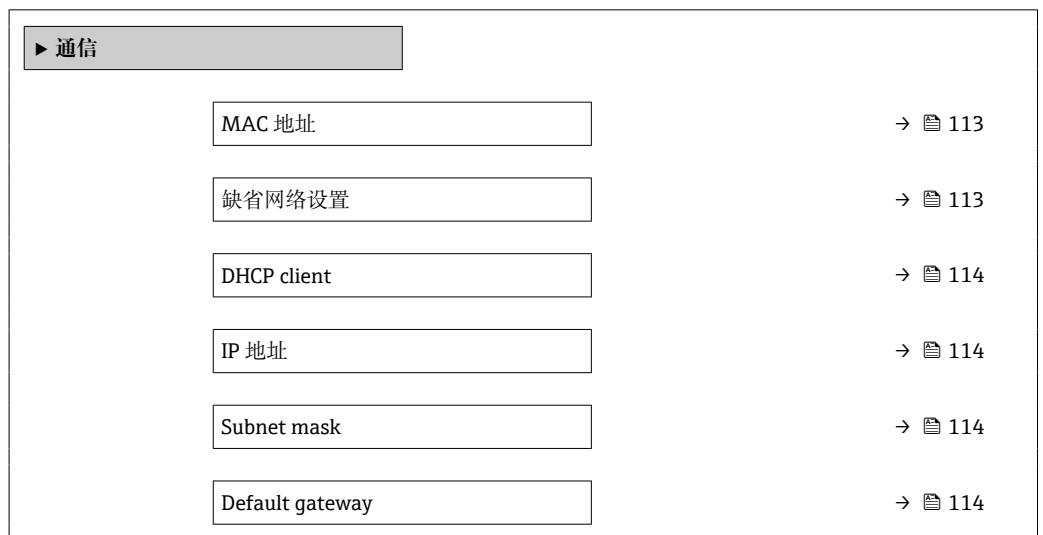 ▶ 通信
MAC 地址 → 🖹 113
缺省网络设置 → 🖹 113
DHCP client → 🖹 114
IP 地址 → 🖹 114
Subnet mask → 🖹 114
Default gateway → 🖹 114